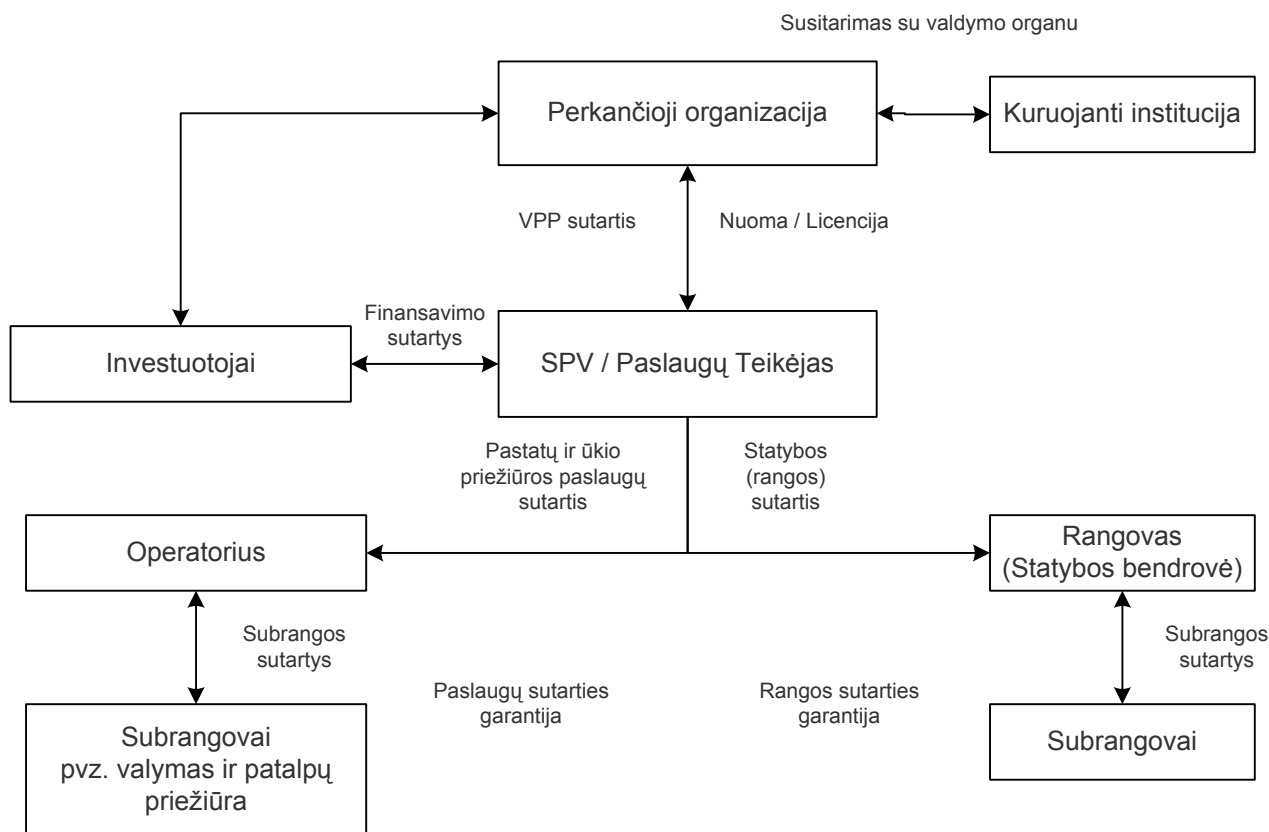 Susitarimas su valdymo organu
Perkančioji organizacija
Kuruojanti institucija
VPP sutartis
Nuoma / Licencija
Finansavimo
sutartys
Investuotojai
SPV / Paslaugų Teikėjas
Pastatų ir ūkio
priežiūros paslaugų
sutartis
Statybos
(rangos)
sutartis
Operatorius
Rangovas
(Statybos bendrovė)
Subrangos
sutartys
Subrangos
sutartys
Paslaugų sutarties
garantija
Rangos sutarties
garantija
Subrangovai
pvz. valymas ir patalpų
priežiūra
Subrangovai